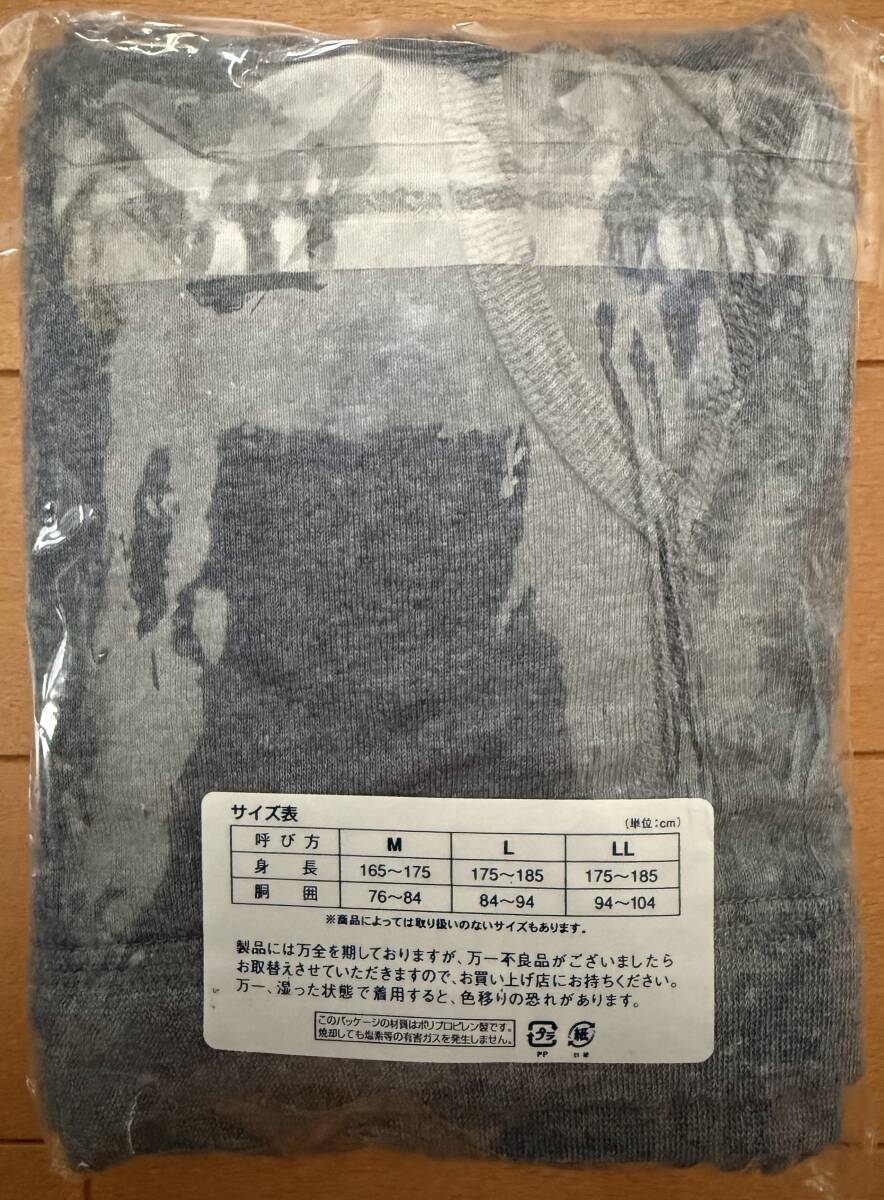 サイズ表 (単位:cm)
呼び方 M L LL
身長 165〜175 175〜185 175〜185
胴囲 76〜84 84〜94 94〜104
※商品によっては取り扱いのないサイズもあります。
製品には万全を期しておりますが、万一不良品がございましたら
お取替えさせていただきますので、お買い上げ店にお持ちください。
万一、湿った状態で着用すると、色移りの恐れがあります。
このパッケージの材質はポリプロピレン製です。
焼却しても塩素等の有害ガスを発生しません。
プラ 紙
PP